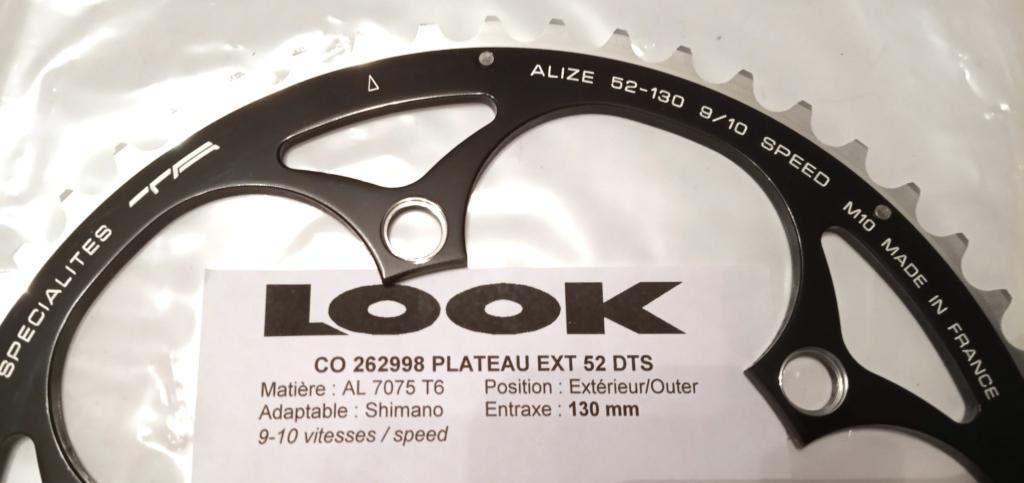 SPECIALITES TA
ALIZE 52-130 9/10 SPEED
M10 MADE IN FRANCE
LOOK
CO 262998 PLATEAU EXT 52 DTS
Matière : AL 7075 T6 Position : Extérieur/Outer
Adaptable : Shimano Entraxe : 130 mm
9-10 vitesses / speed